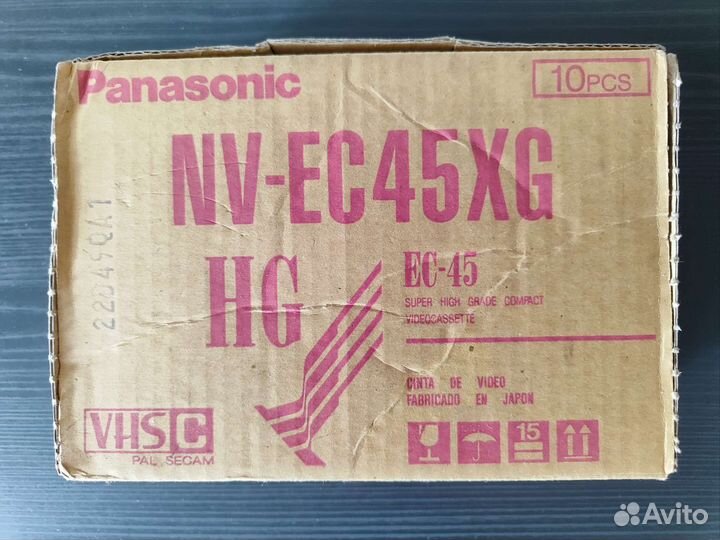 Panasonic
10PCS
NV-EC45XG
HG
EC-45
SUPER HIGH GRADE COMPACT
VIDEOCASSETTE
CINTA DE VIDEO
FABRICADO EN JAPON
VHS C
PAL, SECAM
15
Avito